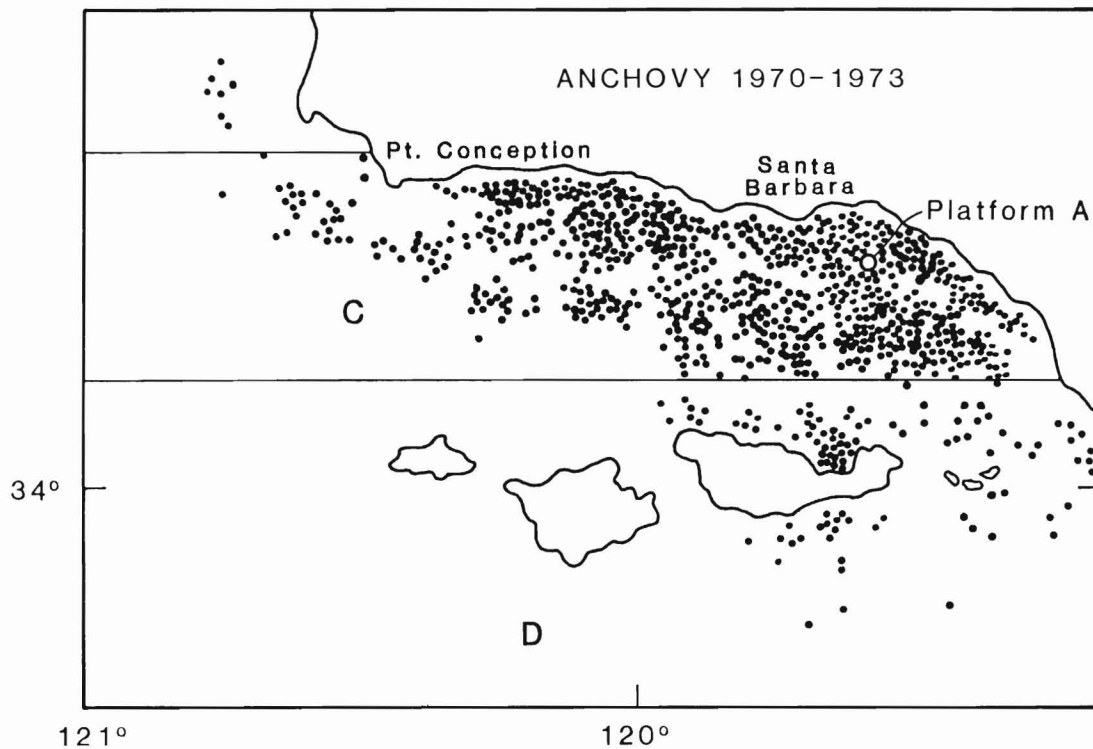 ANCHOVY 1970-1973
Pt. Conception
Santa
Barbara
Platform A
C
34°
D
121°
120°